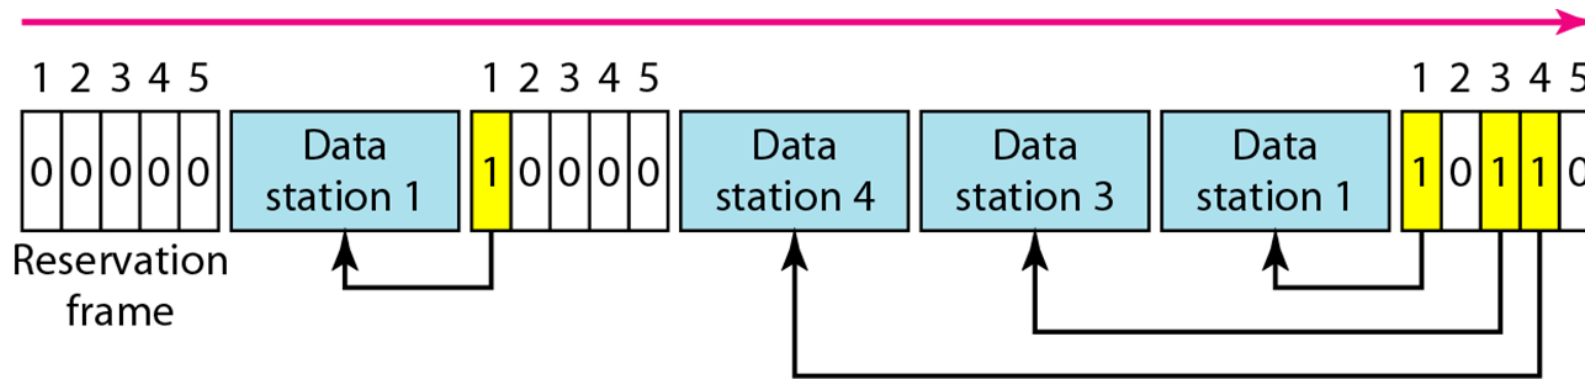 1 2 3 4 5
1 2 3 4 5
1 2 3 4 5
0 0 0 0 0
Data
station 1
1 0 0 0 0
Data
station 4
Data
station 3
Data
station 1
1 0 1 1 0
Reservation
frame